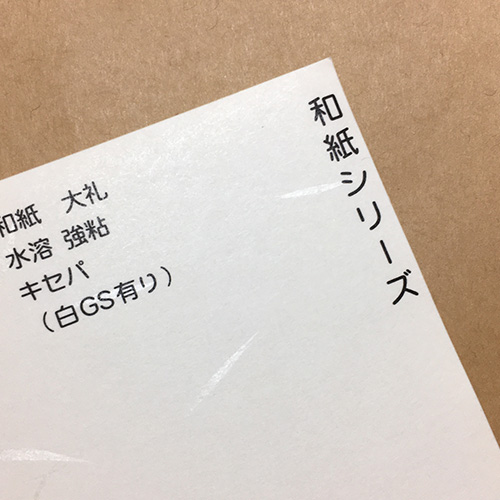 和紙シリーズ
和紙 大礼
水溶 強粘
キセパ
（白GS有り）